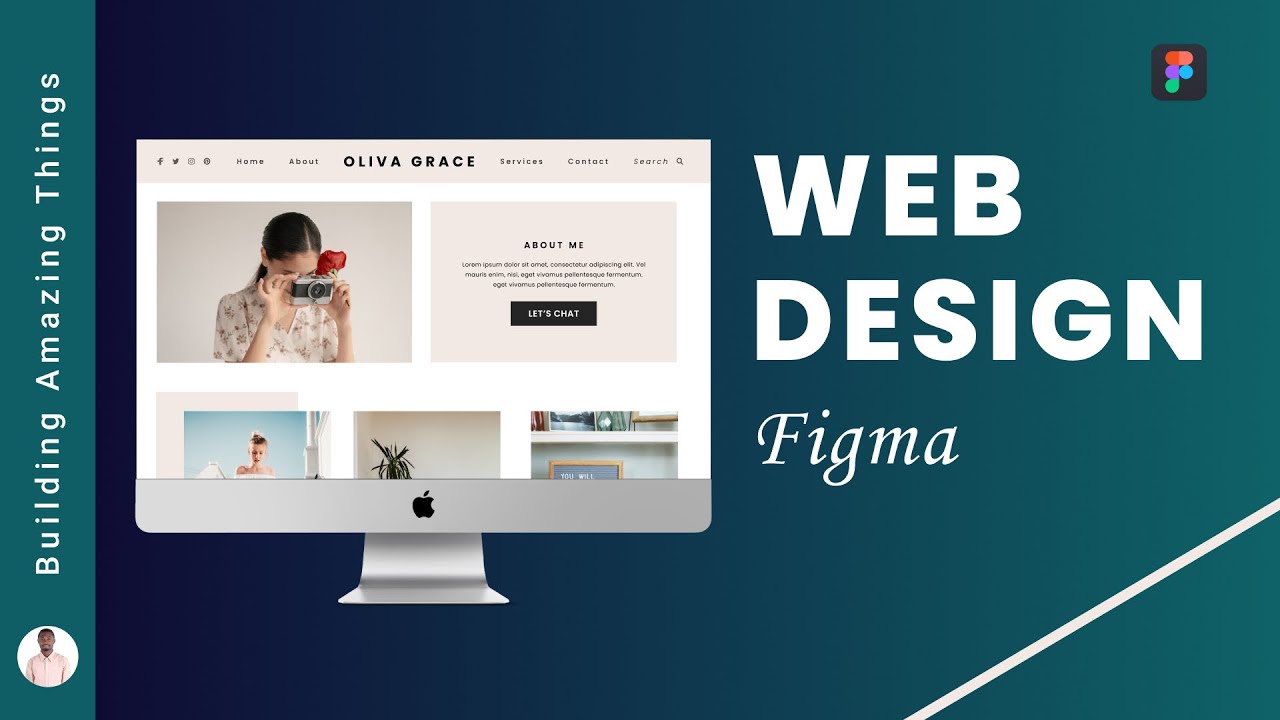 Building Amazing Things
Home About OLIVA GRACE Services Contact Search
ABOUT ME
Lorem ipsum dolor sit amet, consectetur adipiscing elit. Vel
mauris enim, nisi, eget vivamus pellentesque fermentum.
eget vivamus pellentesque fermentum.
LET'S CHAT
YOU WILL
WEB
DESIGN
Figma